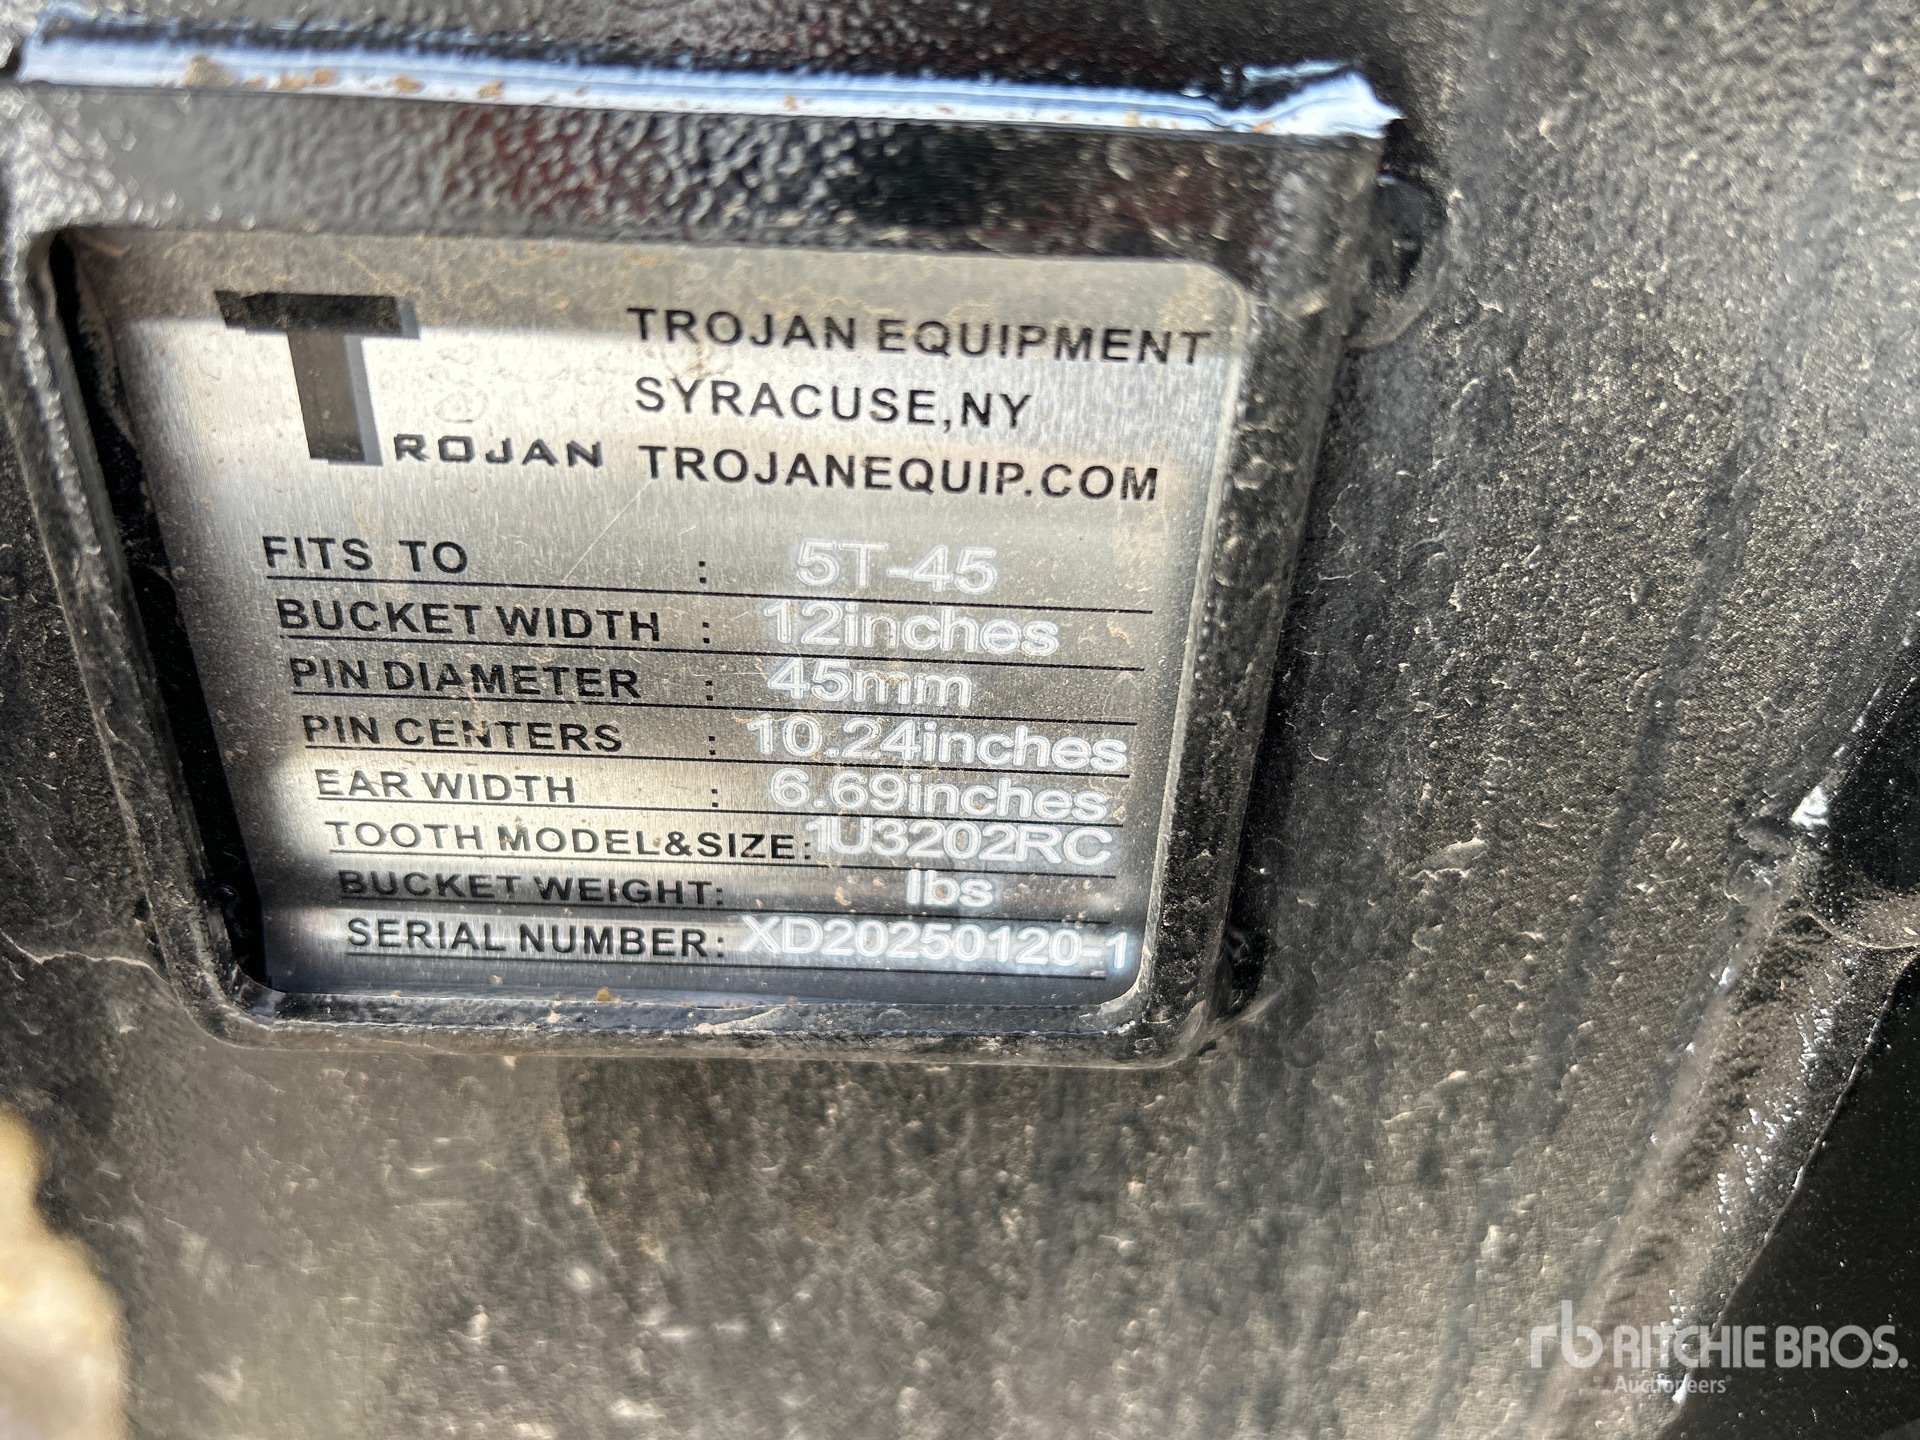 TROJAN
TROJAN EQUIPMENT
SYRACUSE,NY
TROJANEQUIP.COM
FITS TO : 5T-45
BUCKET WIDTH : 12inches
PIN DIAMETER : 45mm
PIN CENTERS : 10.24inches
EAR WIDTH : 6.69inches
TOOTH MODEL&SIZE: 1U3202RC
BUCKET WEIGHT: lbs
SERIAL NUMBER: XD20250120-1
rb RITCHIE BROS.
Auctioneers